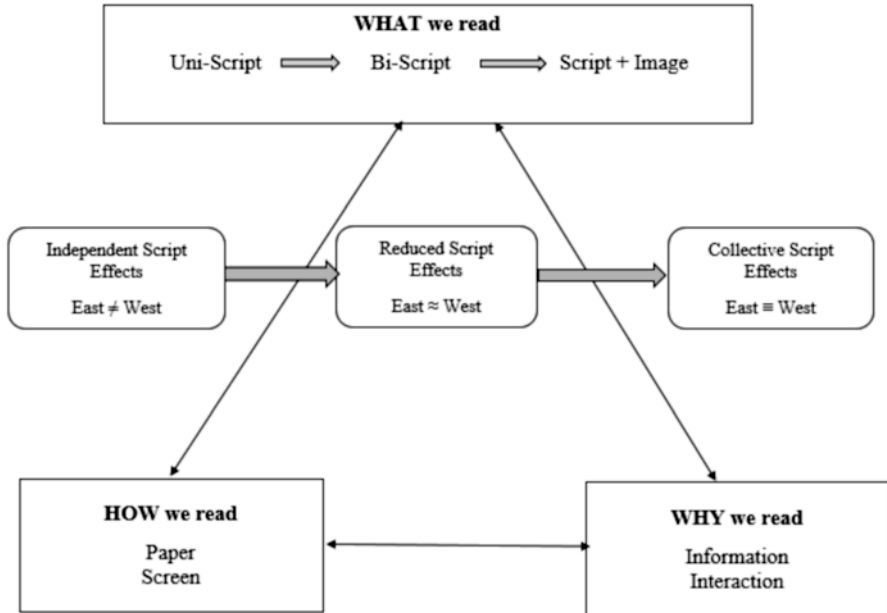 WHAT we read
Uni-Script Bi-Script Script + Image
Independent Script
Effects
East ≠ West
Reduced Script
Effects
East ≈ West
Collective Script
Effects
East ≡ West
HOW we read
Paper
Screen
WHY we read
Information
Interaction